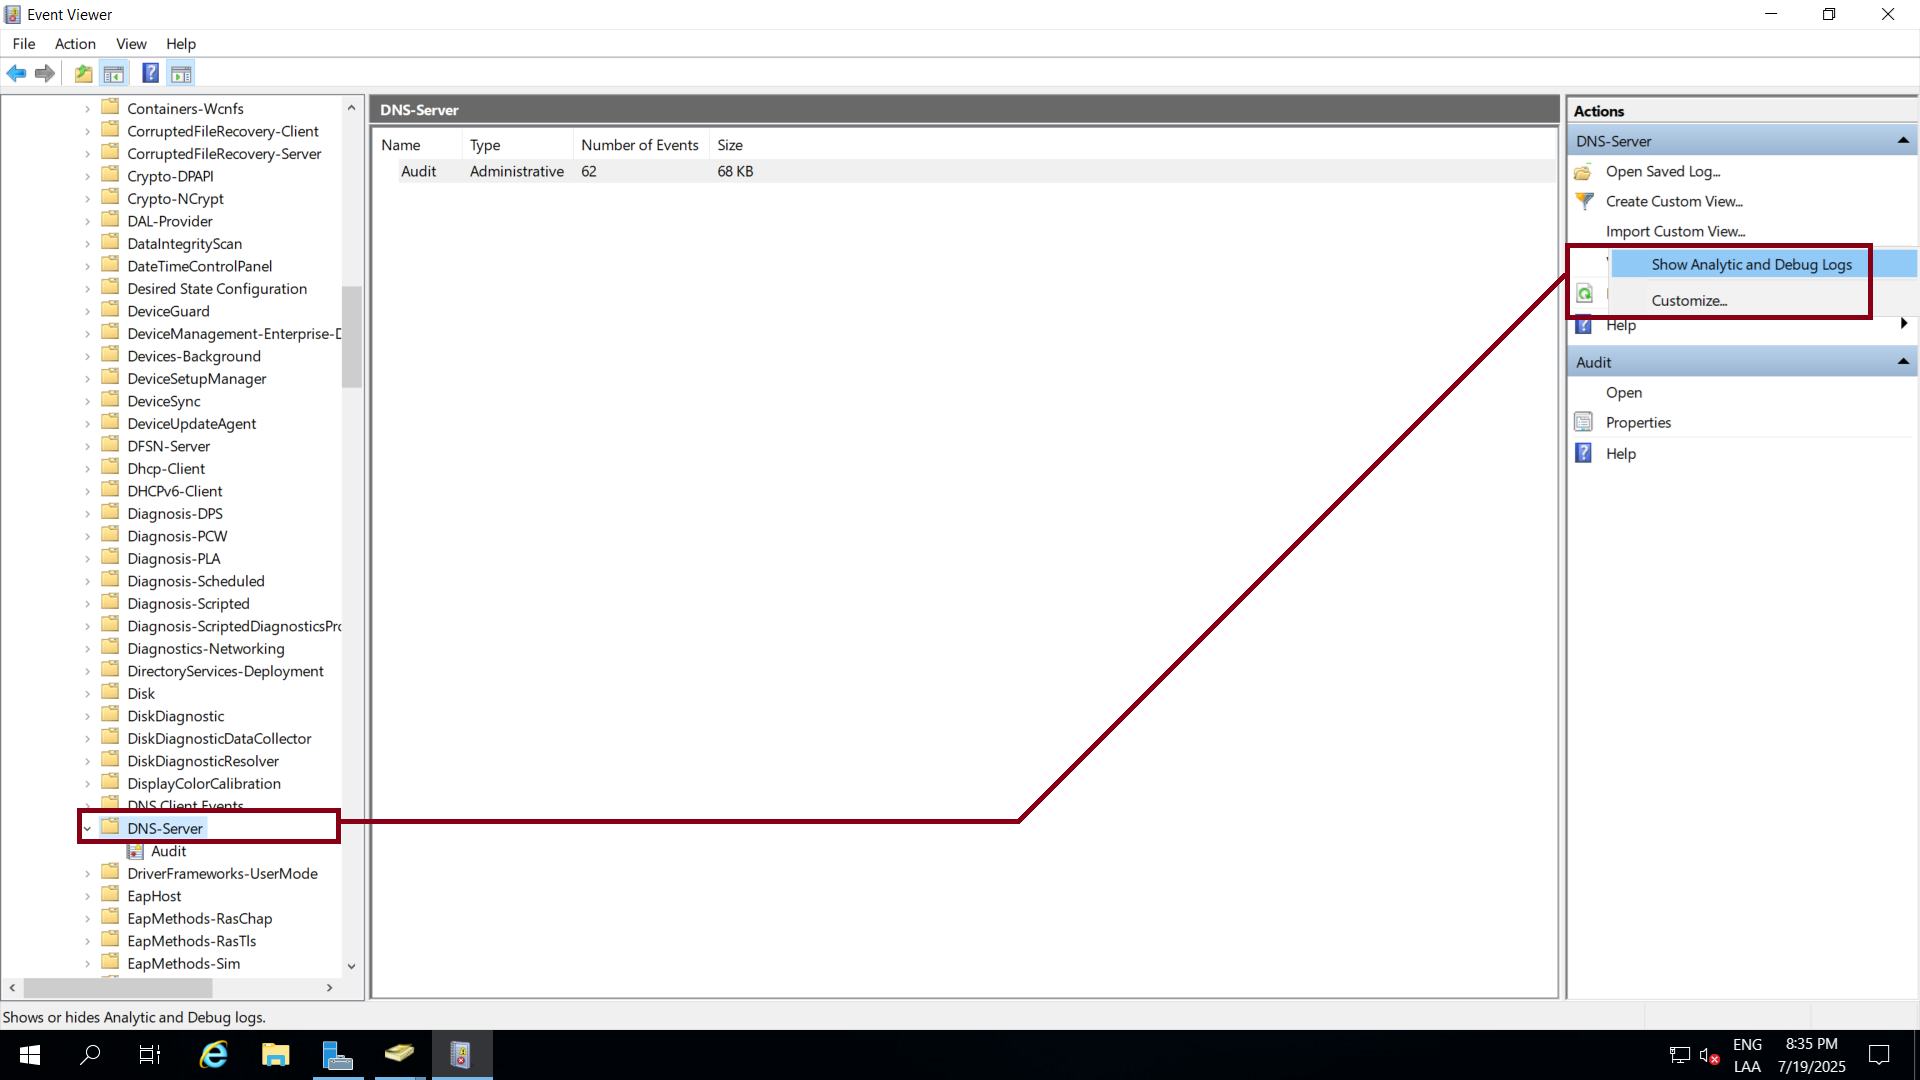 Event Viewer
File Action View Help
Containers-Wcnfs
CorruptedFileRecovery-Client
CorruptedFileRecovery-Server
Crypto-DPAPI
Crypto-NCrypt
DAL-Provider
DataIntegrityScan
DateTimeControlPanel
Desired State Configuration
DeviceGuard
DeviceManagement-Enterprise-D
Devices-Background
DeviceSetupManager
DeviceSync
DeviceUpdateAgent
DFSN-Server
Dhcp-Client
DHCPv6-Client
Diagnosis-DPS
Diagnosis-PCW
Diagnosis-PLA
Diagnosis-Scheduled
Diagnosis-Scripted
Diagnosis-ScriptedDiagnosticsPro
Diagnostics-Networking
DirectoryServices-Deployment
Disk
DiskDiagnostic
DiskDiagnosticDataCollector
DiskDiagnosticResolver
DisplayColorCalibration
DNS Client Events
DNS-Server
Audit
DriverFrameworks-UserMode
EapHost
EapMethods-RasChap
EapMethods-RasTls
EapMethods-Sim
DNS-Server
Name Type Number of Events Size
Audit Administrative 62 68 KB
Actions
DNS-Server
Open Saved Log...
Create Custom View...
Import Custom View...
Show Analytic and Debug Logs
Customize...
Help
Audit
Open
Properties
Help
Shows or hides Analytic and Debug logs.
ENG
LAA
8:35 PM
7/19/2025